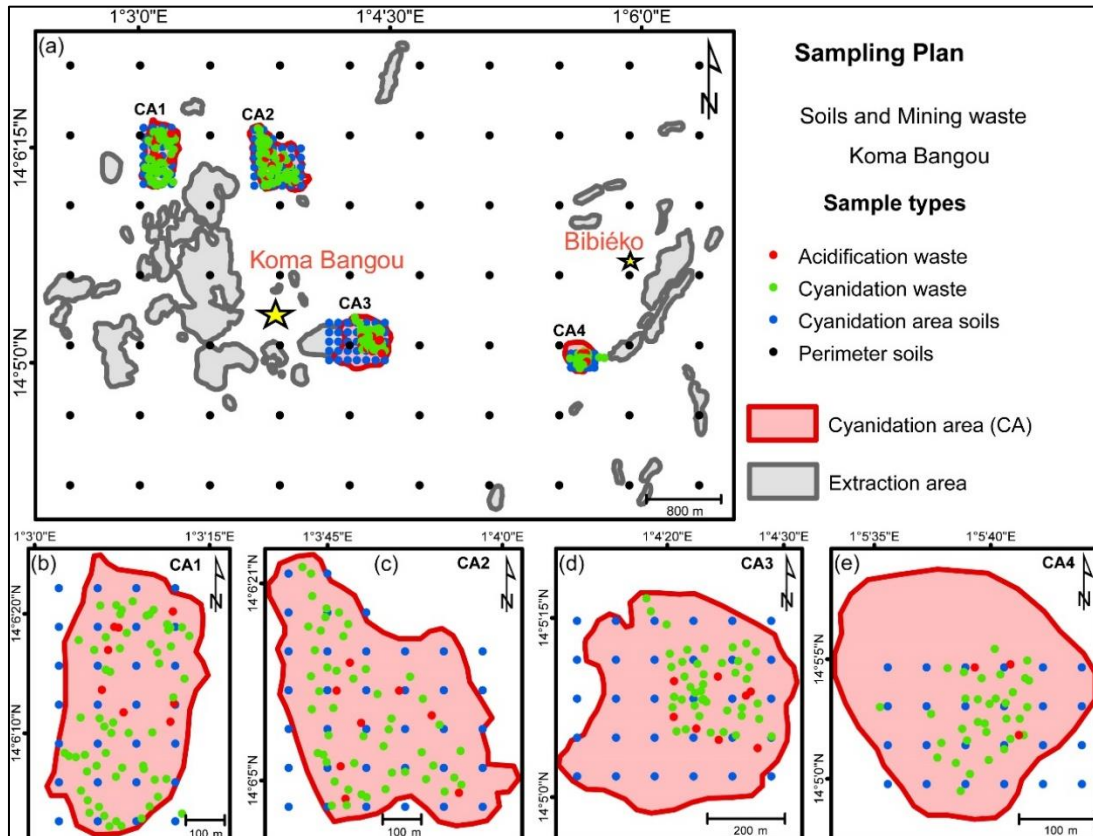 1°3'0"E
1°4'30"E
1°6'0"E
(a)
N
CA1
CA2
14°6'15"N
Koma Bangou
Bibiéko
CA3
CA4
14°5'0"N
800 m
Sampling Plan
Soils and Mining waste
Koma Bangou
Sample types
Acidification waste
Cyanidation waste
Cyanidation area soils
Perimeter soils
Cyanidation area (CA)
Extraction area
1°3'0"E
1°3'15"E
(b)
CA1
N
14°6'20"N
14°6'10"N
100 m
1°3'45"E
1°4'0"E
(c)
CA2
N
14°6'21"N
14°6'5"N
100 m
1°4'20"E
1°4'30"E
(d)
CA3
N
14°5'15"N
14°5'0"N
200 m
1°5'35"E
1°5'40"E
(e)
CA4
N
14°5'5"N
14°5'0"N
100 m